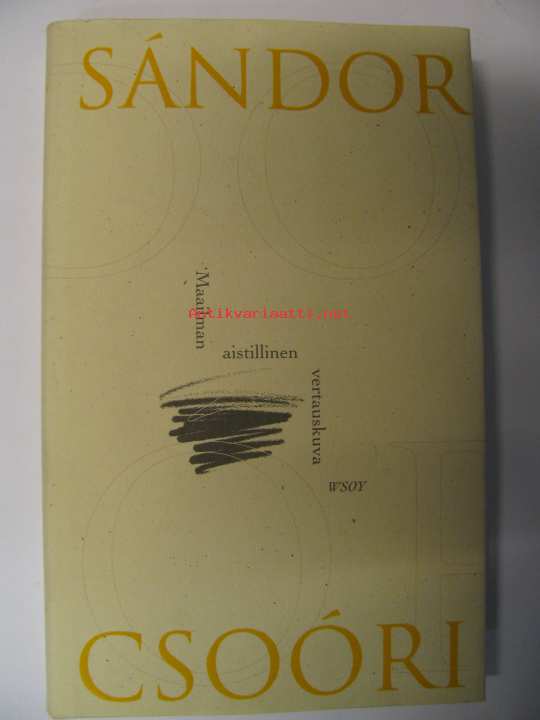 SÁNDOR
Maailman
Antikvariaatti.net
aistillinen
vertauskuva
WSOY
CSOÓRI